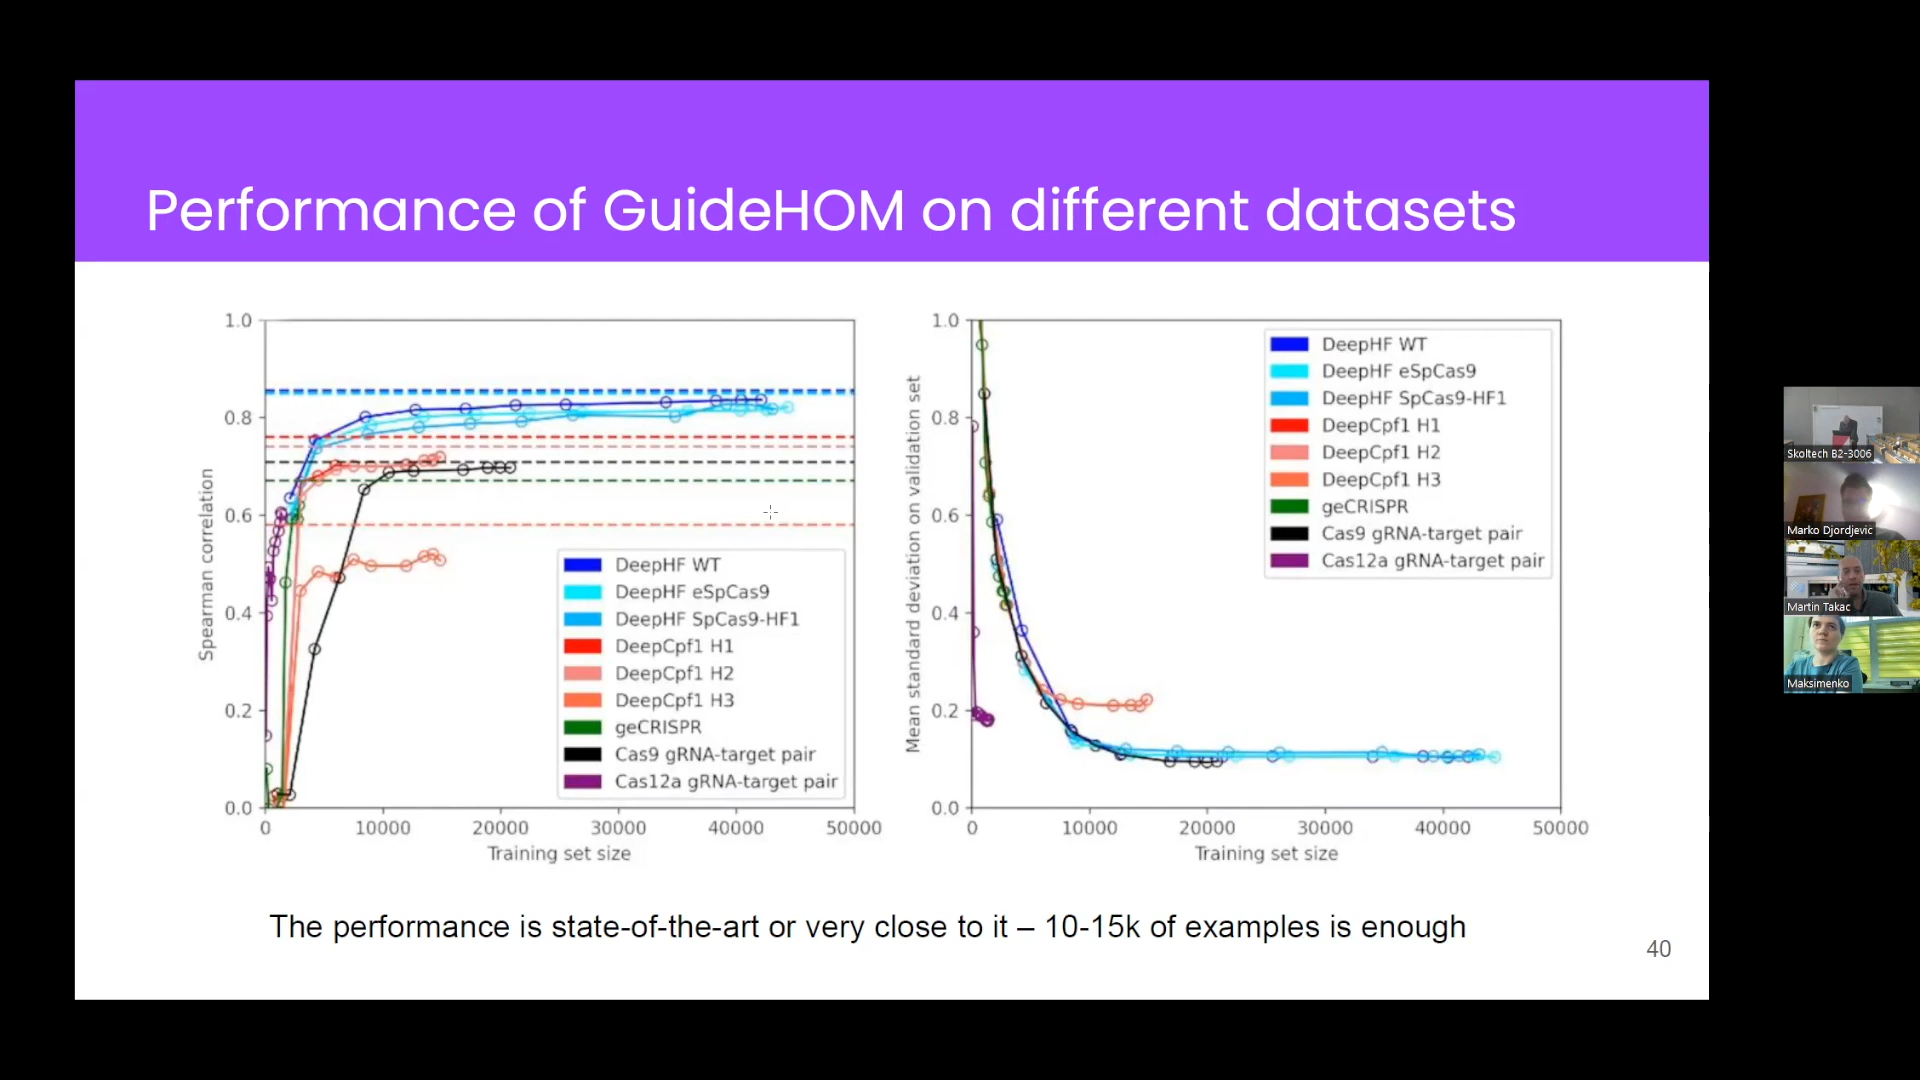 Performance of GuideHOM on different datasets
1.0
0.8
0.6
0.4
0.2
0.0
Spearman correlation
0
10000
20000
30000
40000
50000
Training set size
DeepHF WT
DeepHF eSpCas9
DeepHF SpCas9-HF1
DeepCpf1 H1
DeepCpf1 H2
DeepCpf1 H3
geCRISPR
Cas9 gRNA-target pair
Cas12a gRNA-target pair
1.0
0.8
0.6
0.4
0.2
0.0
Mean standard deviation on validation set
0
10000
20000
30000
40000
50000
Training set size
DeepHF WT
DeepHF eSpCas9
DeepHF SpCas9-HF1
DeepCpf1 H1
DeepCpf1 H2
DeepCpf1 H3
geCRISPR
Cas9 gRNA-target pair
Cas12a gRNA-target pair
The performance is state-of-the-art or very close to it – 10-15k of examples is enough
40
Skoltech B2-3006
Marko Djordjevic
Martin Takac
Maksimenko